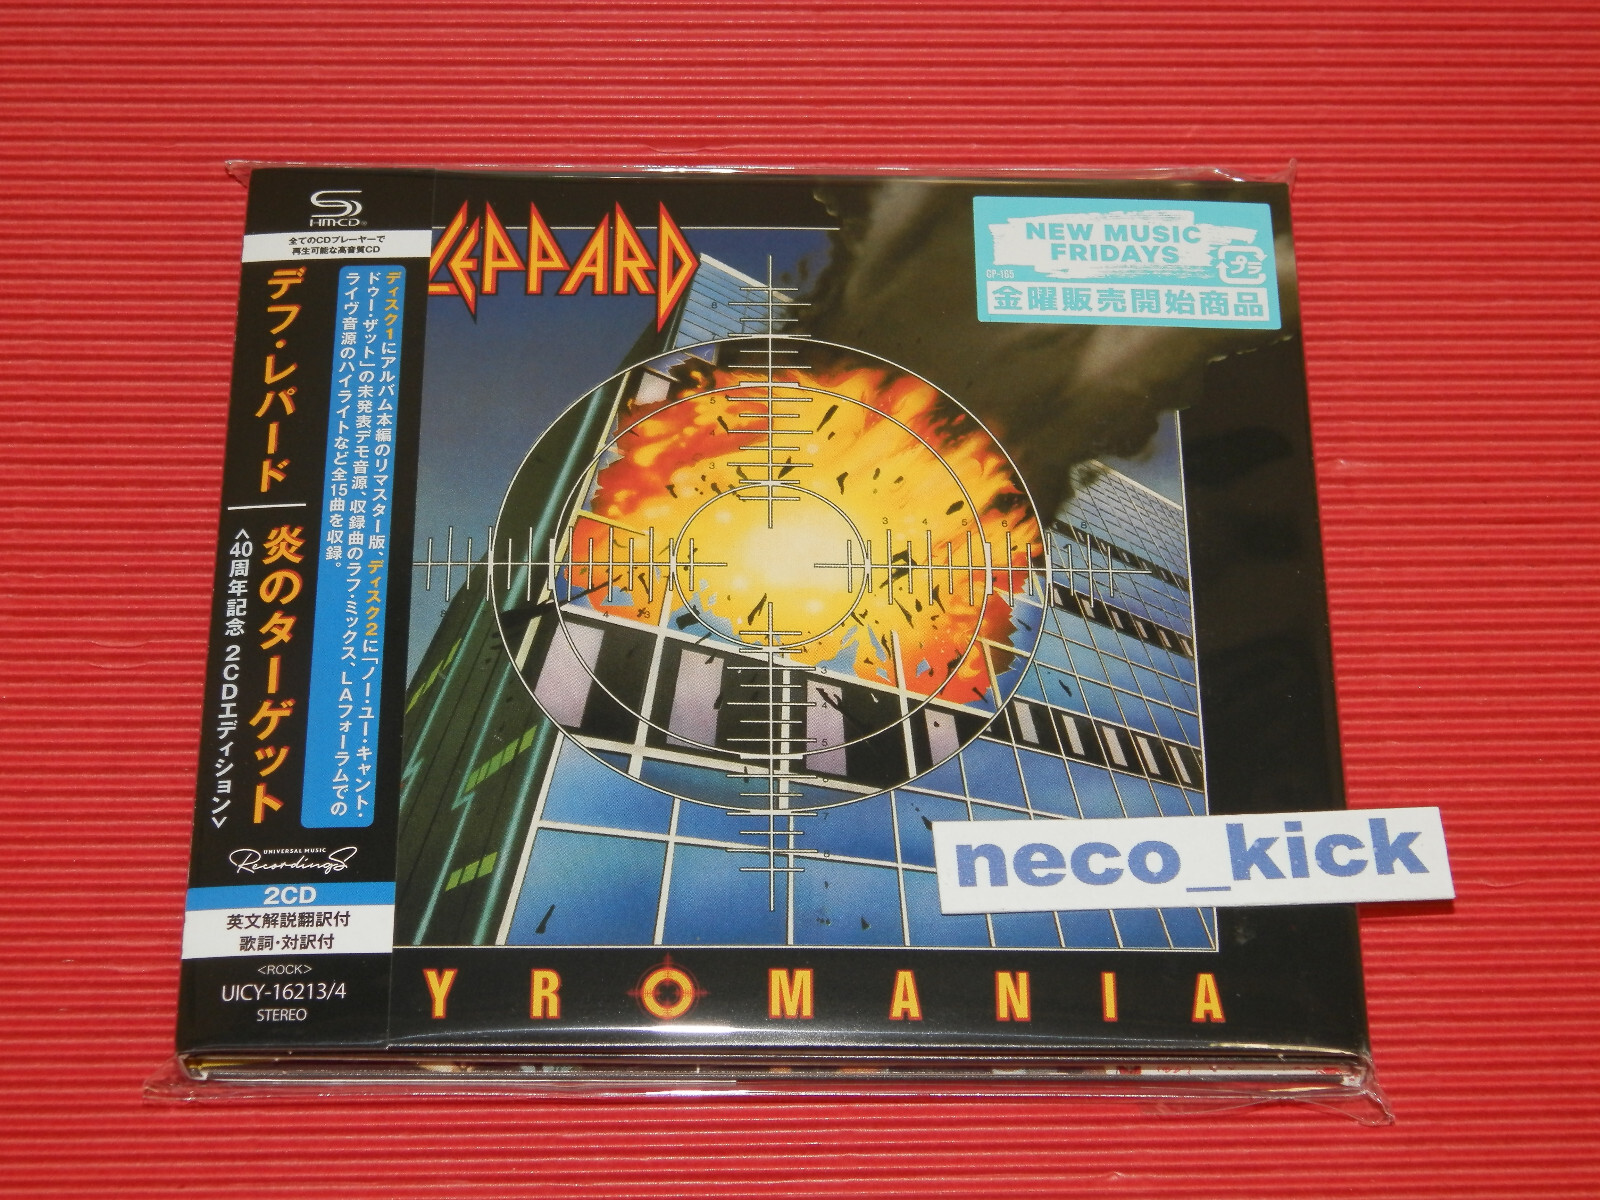 SHM-CD®
全てのCDプレーヤーで
再生可能な高音質CD
デフ・レパード
炎のターゲット
<40周年記念 2CDエディション>
ディスク1にアルバム本編のリマスター版、ディスク2に「ノー・ユー・キャント・
ドゥー・ザット」の未発表デモ音源、収録曲のラフ・ミックス、LAフォーラムでの
ライヴ音源のハイライトなど全15曲を収録。
UNIVERSAL MUSIC
Recordings
2CD
英文解説翻訳付
歌詞・対訳付
<ROCK>
UICY-16213/4
STEREO
LEPPARD
NEW MUSIC
FRIDAYS
プラ
CP-165
金曜販売開始商品
YROMANIA
neco_kick